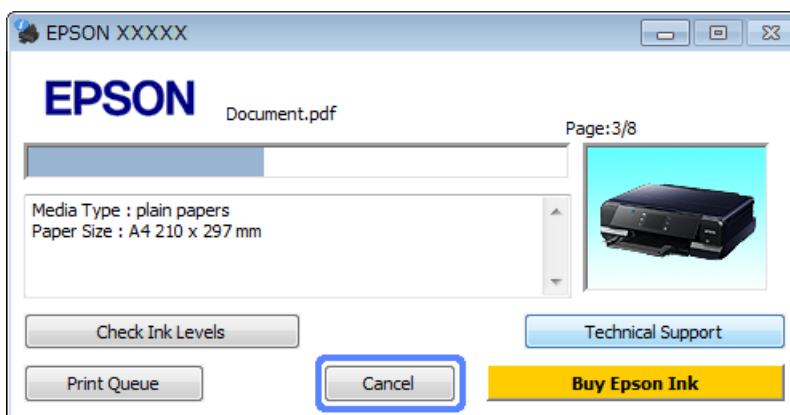 EPSON XXXXX
EPSON
Document.pdf
Page:3/8
Media Type : plain papers
Paper Size : A4 210 x 297 mm
Check Ink Levels
Technical Support
Print Queue
Cancel
Buy Epson Ink